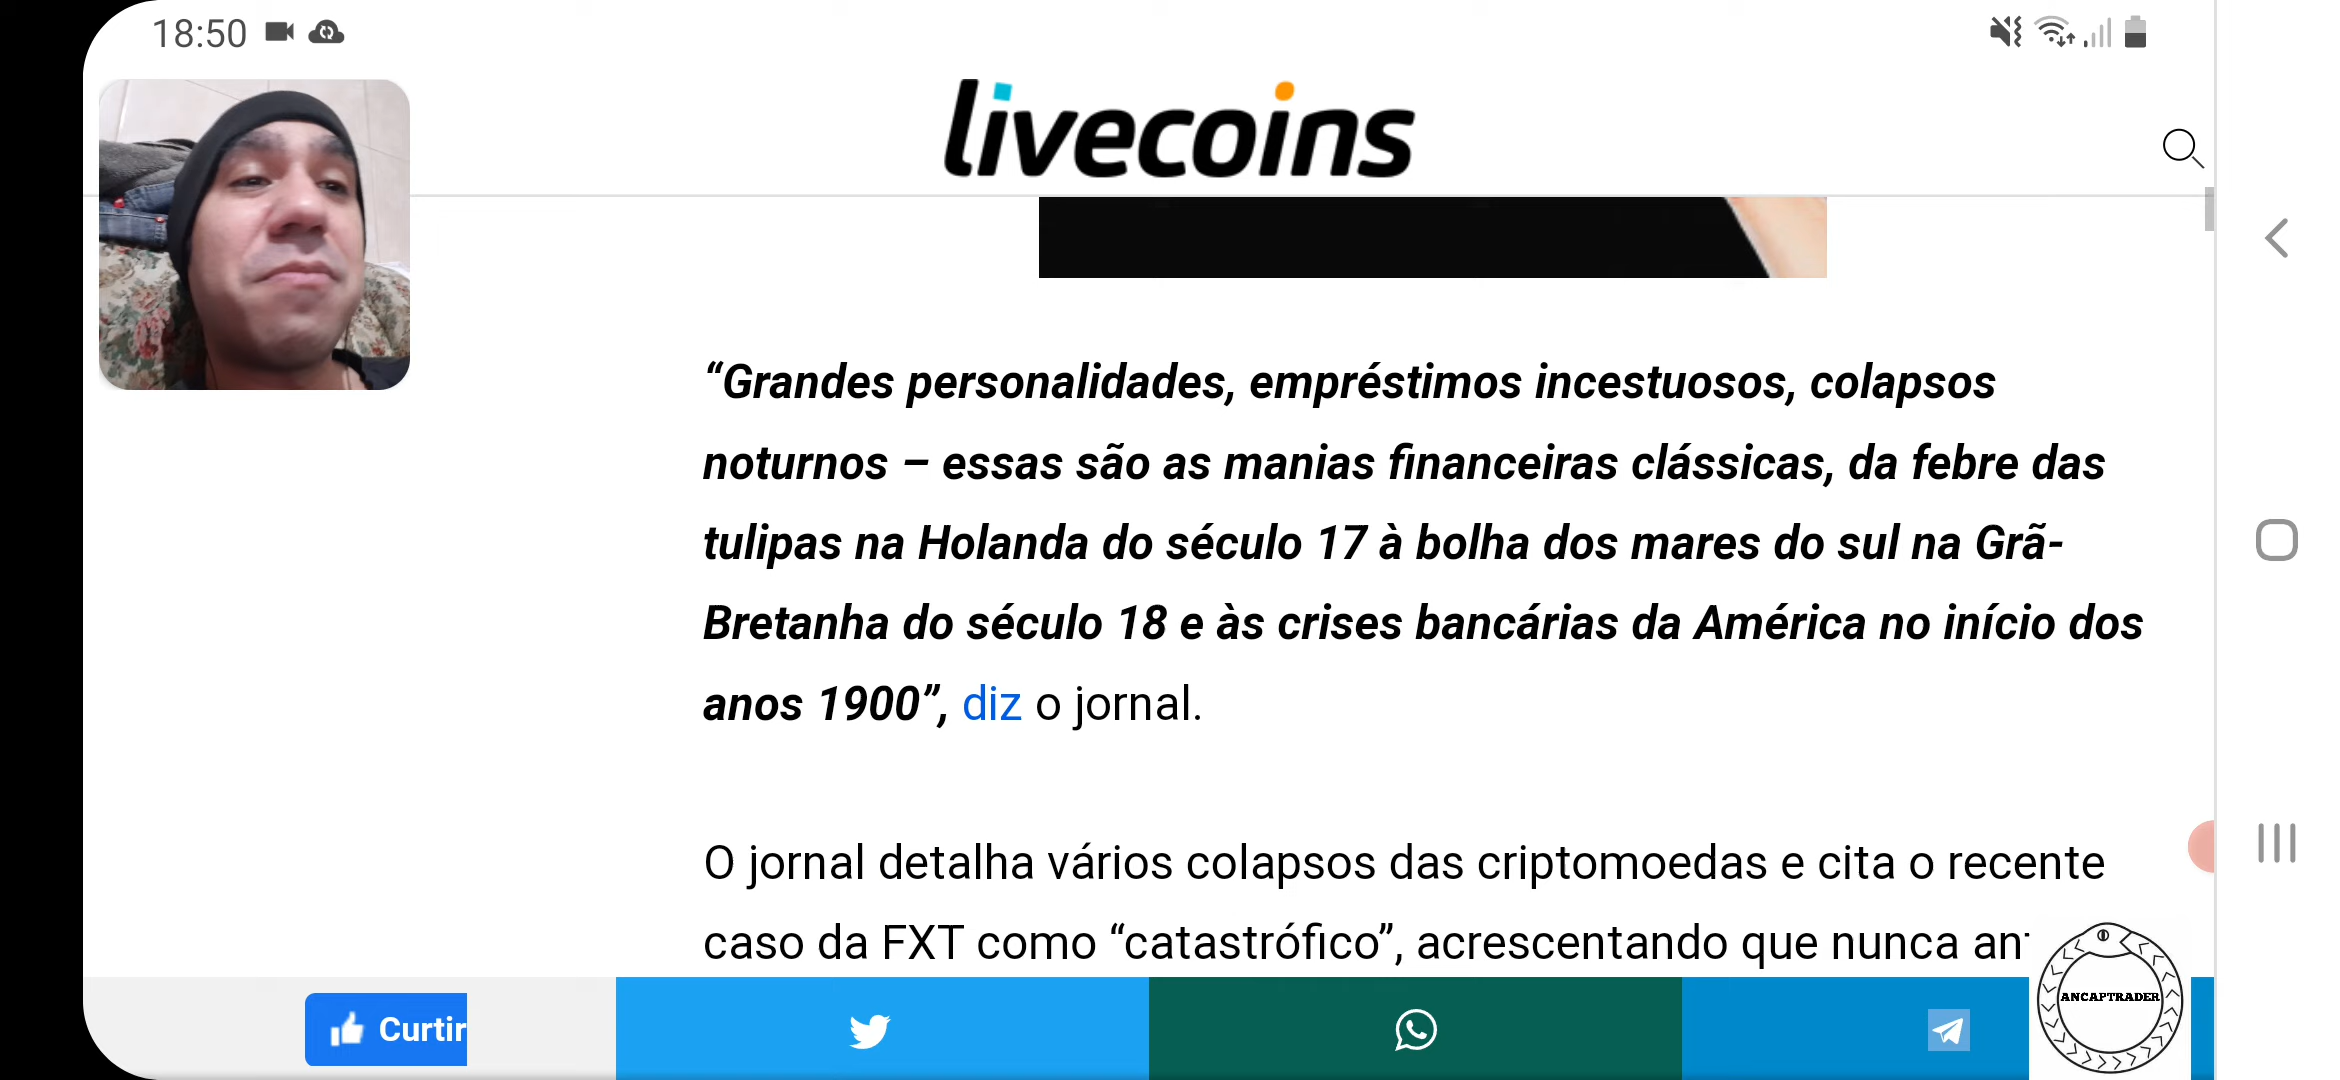 18:50
livecoins
“Grandes personalidades, empréstimos incestuosos, colapsos
noturnos – essas são as manias financeiras clássicas, da febre das
tulipas na Holanda do século 17 à bolha dos mares do sul na Grã-
Bretanha do século 18 e às crises bancárias da América no início dos
anos 1900”, diz o jornal.
O jornal detalha vários colapsos das criptomoedas e cita o recente
caso da FXT como “catastrófico”, acrescentando que nunca
Curtir
ANCAPTRADER